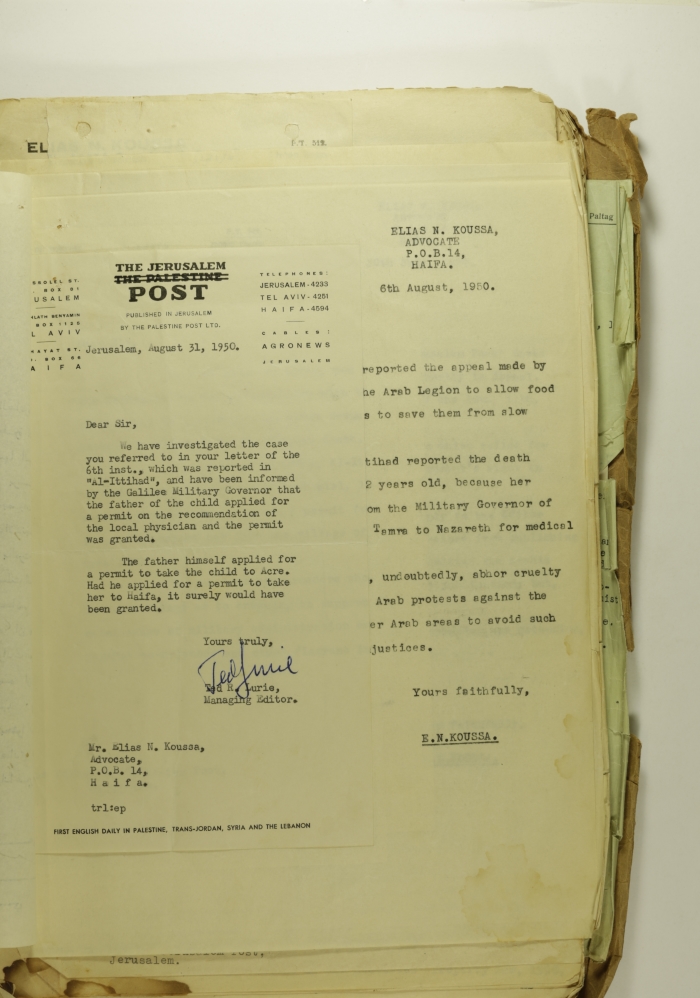 EL
THE JERUSALEM
THE PALESTINE
POST
PUBLISHED IN JERUSALEM
BY THE PALESTINE POST LTD.
USALEM
L AVIV
AIFA
TELEPHONES:
JERUSALEM-4233
TEL AVIV-4251
HAIFA-4594
CABLES:
AGRONEWS
JERUSALEM
Jerusalem, August 31, 1950.
Dear Sir,
We have investigated the case
you referred to in your letter of the
6th inst., which was reported in
"Al-Ittihad", and have been informed
by the Galilee Military Governor that
the father of the child applied for
a permit on the recommendation of
the local physician and the permit
was granted.
The father himself applied for
a permit to take the child to Acre.
Had he applied for a permit to take
her to Haifa, it surely would have
been granted.
Yours truly,
Ted R. Lurie,
Managing Editor.
Mr. Elias N. Koussa,
Advocate,
P.O.B. 14,
H a i f a.
trl:ep
FIRST ENGLISH DAILY IN PALESTINE, TRANS-JORDAN, SYRIA AND THE LEBANON
ELIAS N. KOUSSA,
ADVOCATE
P.O.B.14,
HAIFA.
6th August, 1950.
reported the appeal made by
he Arab Legion to allow food
s to save them from slow
tihad reported the death
2 years old, because her
om the Military Governor of
Tamra to Nazareth for medical
, undoubtedly, abhor cruelty
Arab protests against the
er Arab areas to avoid such
justices.
Yours faithfully,
E.N.KOUSSA.
Jerusalem.
Paltag